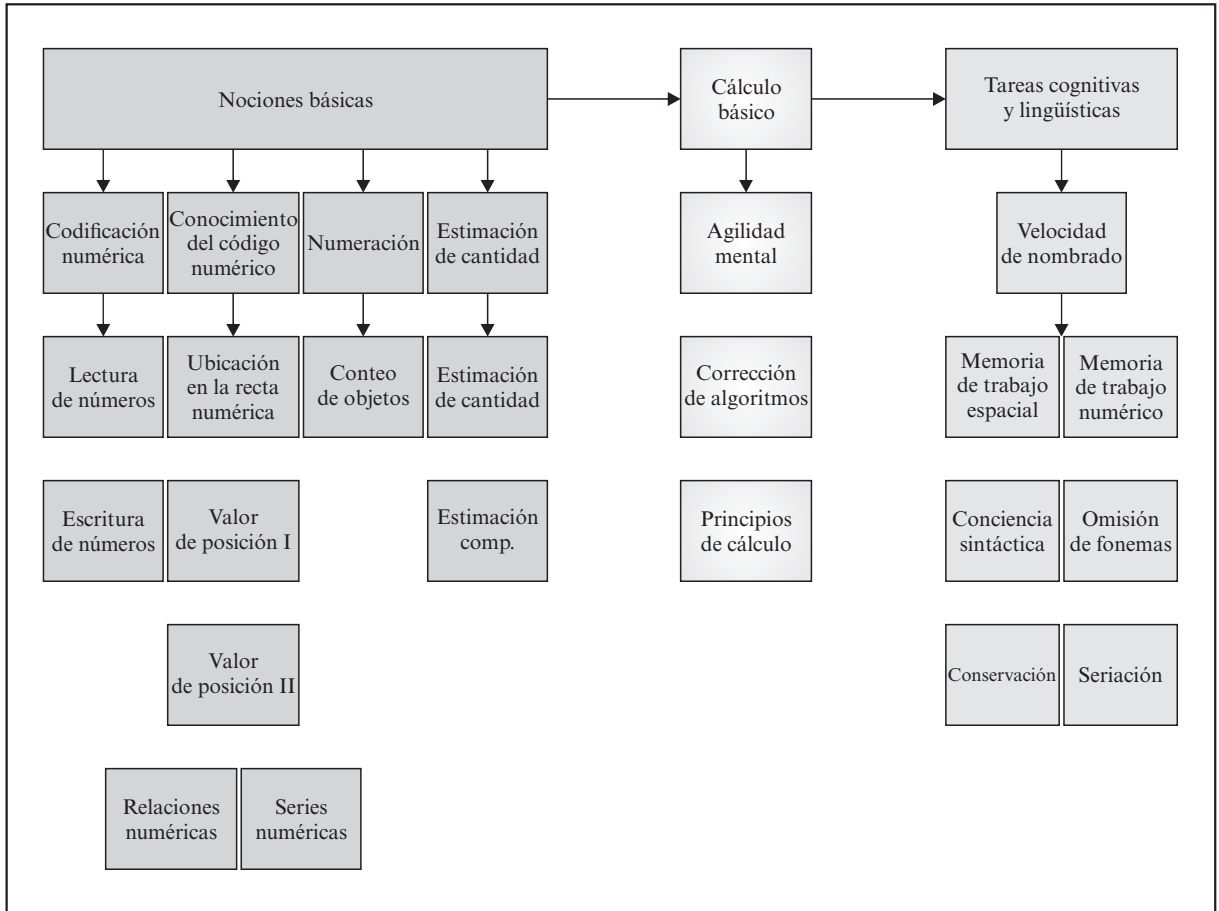 Nociones básicas
Cálculo
básico
Tareas cognitivas
y lingüísticas
Codificación
numérica
Conocimiento
del código
numérico
Numeración
Estimación
de cantidad
Agilidad
mental
Velocidad
de nombrado
Lectura
de números
Ubicación
en la recta
numérica
Conteo
de objetos
Estimación
de cantidad
Corrección
de algoritmos
Memoria
de trabajo
espacial
Memoria
de trabajo
numérico
Escritura
de números
Valor
de posición I
Estimación
comp.
Principios
de cálculo
Conciencia
sintáctica
Omisión
de fonemas
Valor
de posición II
Conservación
Seriación
Relaciones
numéricas
Series
numéricas